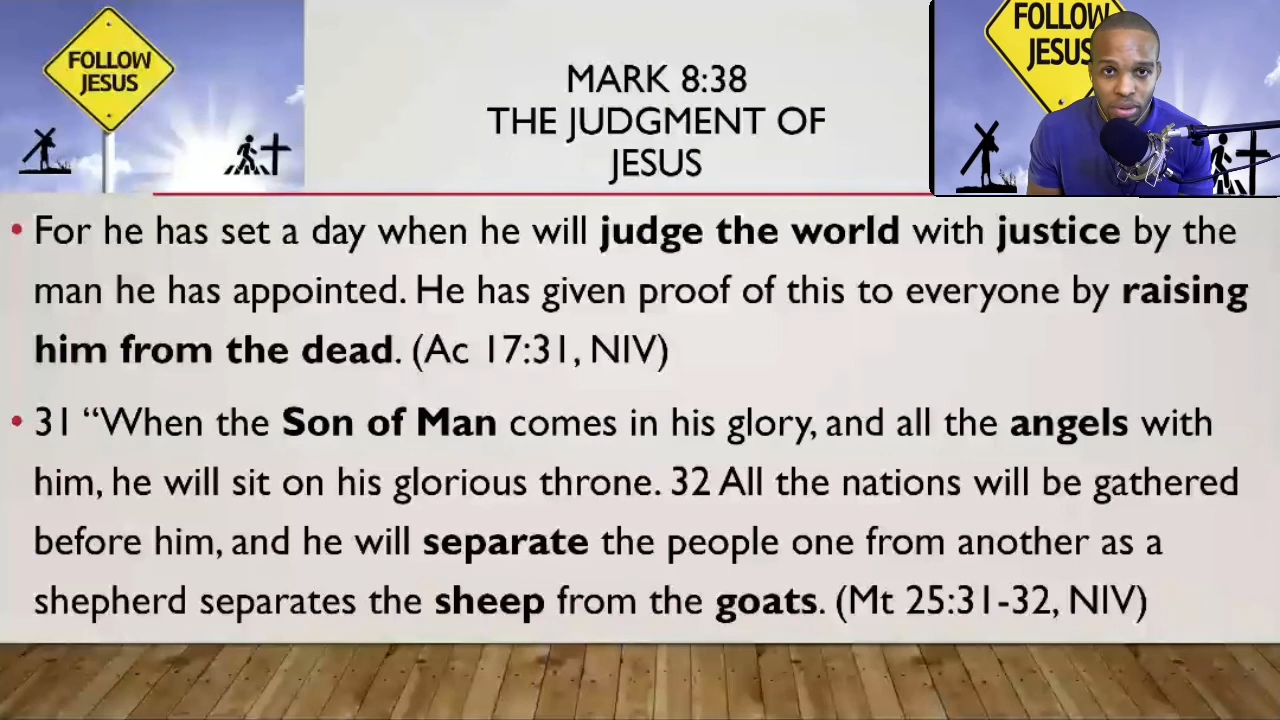 FOLLOW
JESUS
MARK 8:38
THE JUDGMENT OF
JESUS
FOLLOW
JESUS
• For he has set a day when he will judge the world with justice by the
man he has appointed. He has given proof of this to everyone by raising
him from the dead. (Ac 17:31, NIV)
• 31 “When the Son of Man comes in his glory, and all the angels with
him, he will sit on his glorious throne. 32 All the nations will be gathered
before him, and he will separate the people one from another as a
shepherd separates the sheep from the goats. (Mt 25:31-32, NIV)